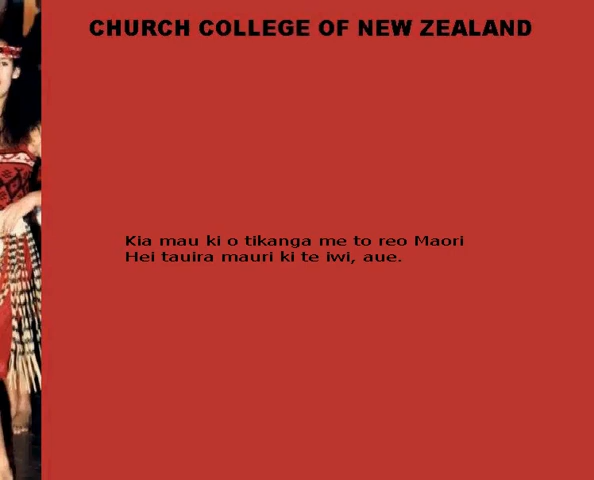 CHURCH COLLEGE OF NEW ZEALAND
Kia mau ki o tikanga me to reo Maori
Hei tauira mauri ki te iwi, aue.